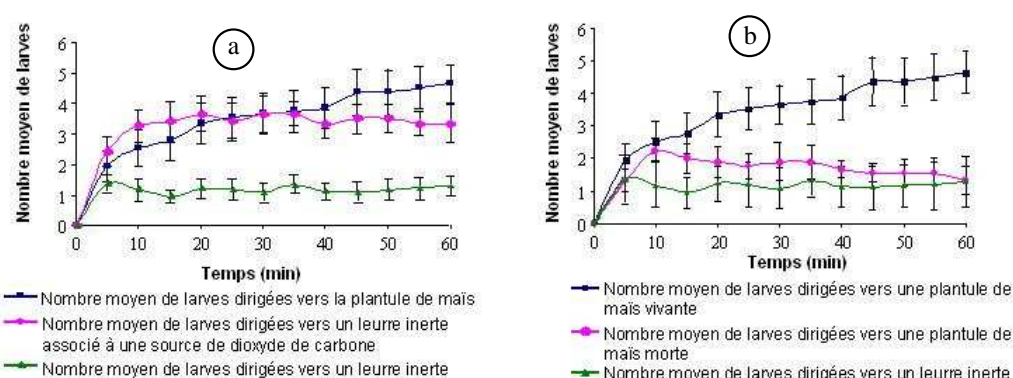 a
Nombre moyen de larves
6
5
4
3
2
1
0
0 10 20 30 40 50 60
Temps (min)
Nombre moyen de larves dirigées vers la plantule de maïs
Nombre moyen de larves dirigées vers un leurre inerte
associé à une source de dioxyde de carbone
Nombre moyen de larves dirigées vers un leurre inerte
b
Nombre moyen de larves
6
5
4
3
2
1
0
0 10 20 30 40 50 60
Temps (min)
Nombre moyen de larves dirigées vers une plantule de
maïs vivante
Nombre moyen de larves dirigées vers une plantule de
maïs morte
Nombre moyen de larves dirigées vers un leurre inerte